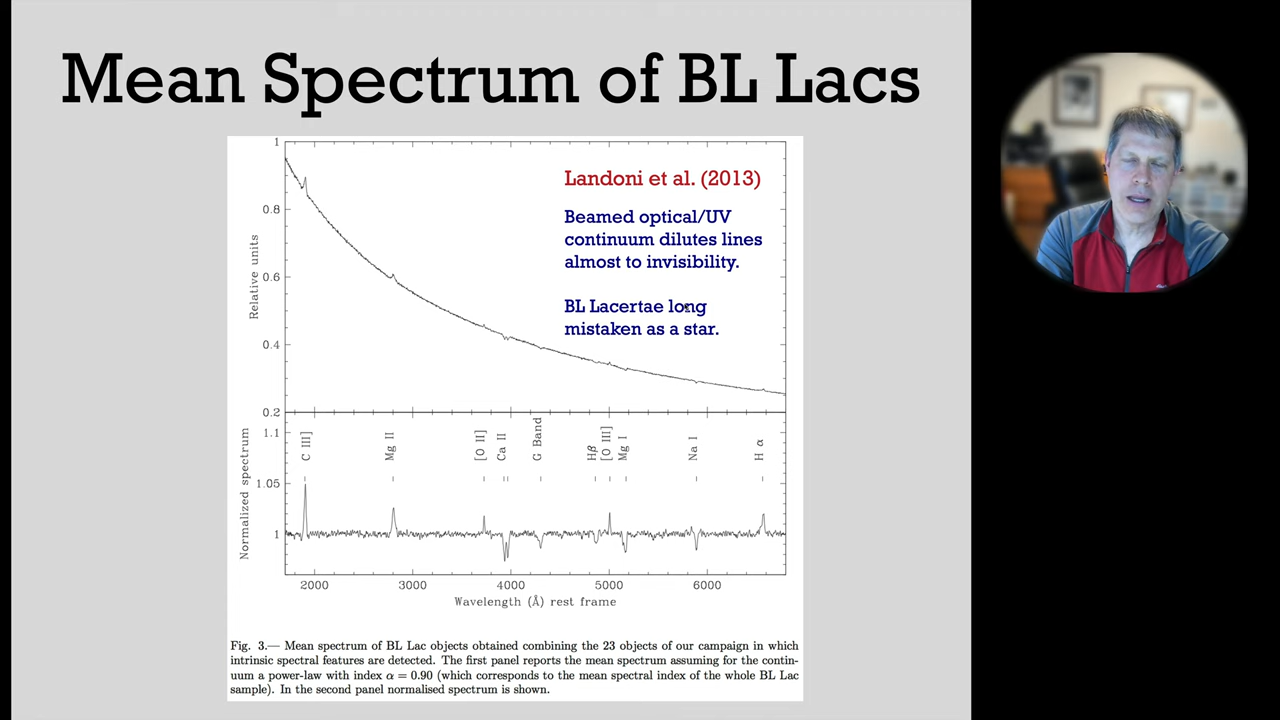 Mean Spectrum of BL Lacs
Landoni et al. (2013)
Beamed optical/UV
continuum dilutes lines
almost to invisibility.
BL Lacertae long
mistaken as a star.
Relative units
1
0.8
0.6
0.4
0.2
Normalized spectrum
1.1
1.05
1
C III]
Mg II
[O II]
Ca II
G Band
Hβ
[O III]
Mg I
Na I
H α
2000
3000
4000
5000
6000
Wavelength (Å) rest frame
Fig. 3.— Mean spectrum of BL Lac objects obtained combining the 23 objects of our campaign in which
intrinsic spectral features are detected. The first panel reports the mean spectrum assuming for the contin-
uum a power-law with index α = 0.90 (which corresponds to the mean spectral index of the whole BL Lac
sample). In the second panel normalised spectrum is shown.